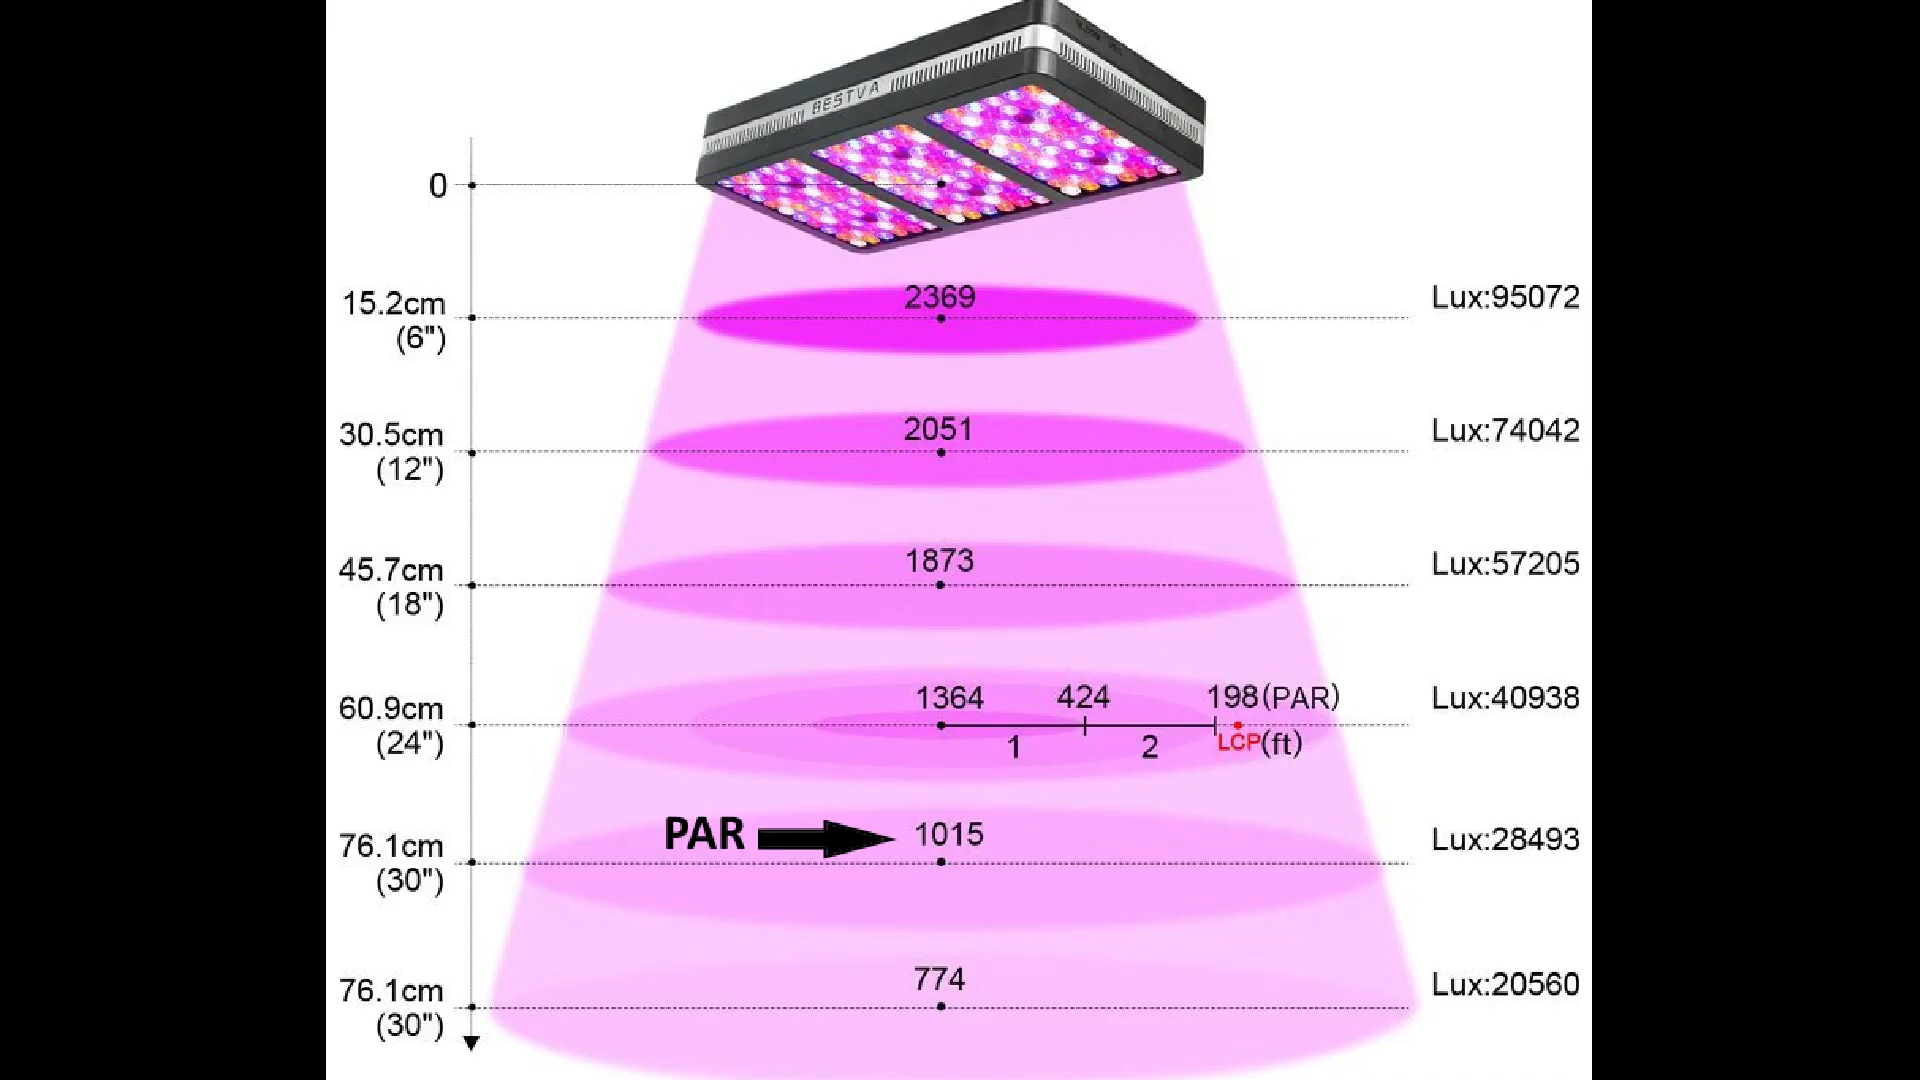 BESTVA
0
15.2cm
(6")
2369
Lux:95072
30.5cm
(12")
2051
Lux:74042
45.7cm
(18")
1873
Lux:57205
60.9cm
(24")
1364 424 198(PAR)
1 2 LCP(ft)
Lux:40938
PAR 1015
76.1cm
(30")
Lux:28493
774
76.1cm
(30")
Lux:20560